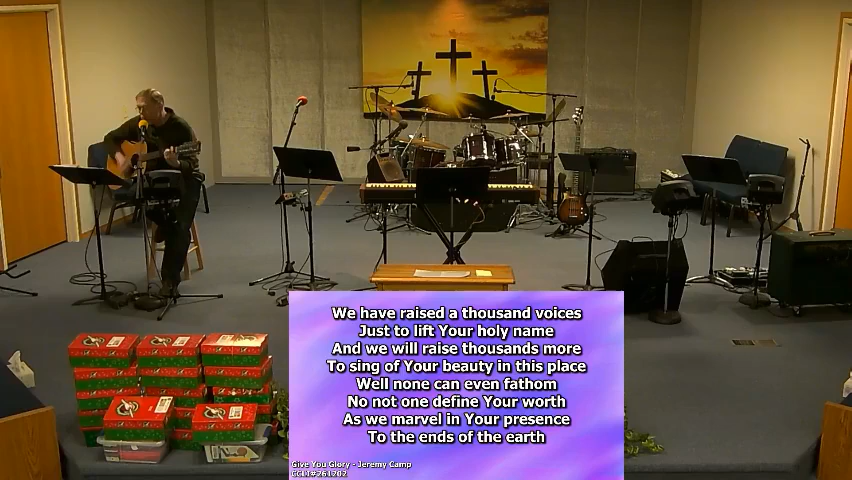 We have raised a thousand voices
Just to lift Your holy name
And we will raise thousands more
To sing of Your beauty in this place
Well none can even fathom
No not one define Your worth
As we marvel in Your presence
To the ends of the earth
Give You Glory - Jeremy Camp
CCLI#261202